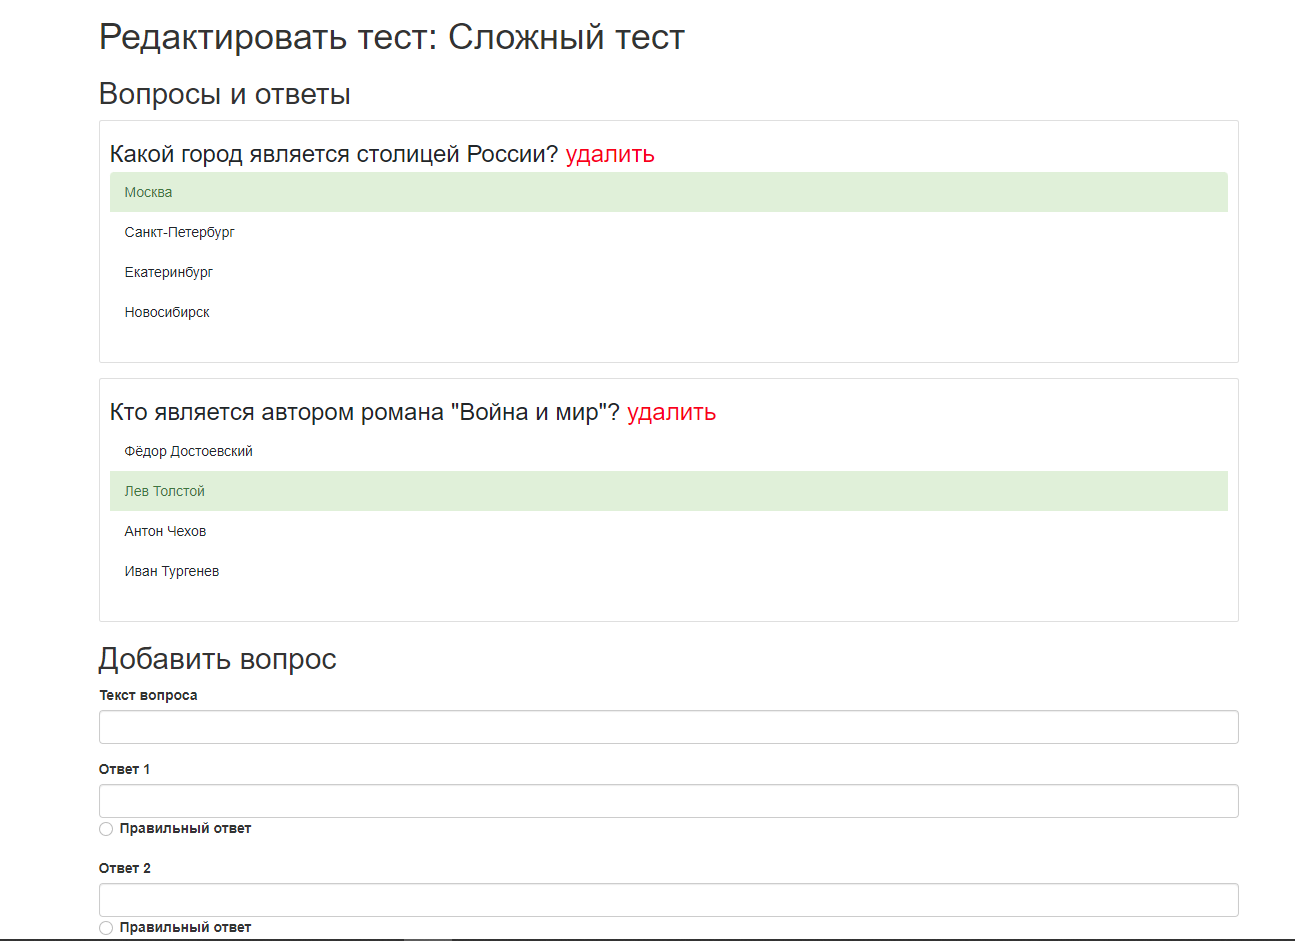 Редактировать тест: Сложный тест
Вопросы и ответы
Какой город является столицей России? удалить
Москва
Санкт-Петербург
Екатеринбург
Новосибирск
Кто является автором романа "Война и мир"? удалить
Фёдор Достоевский
Лев Толстой
Антон Чехов
Иван Тургенев
Добавить вопрос
Текст вопроса
Ответ 1
Правильный ответ
Ответ 2
Правильный ответ